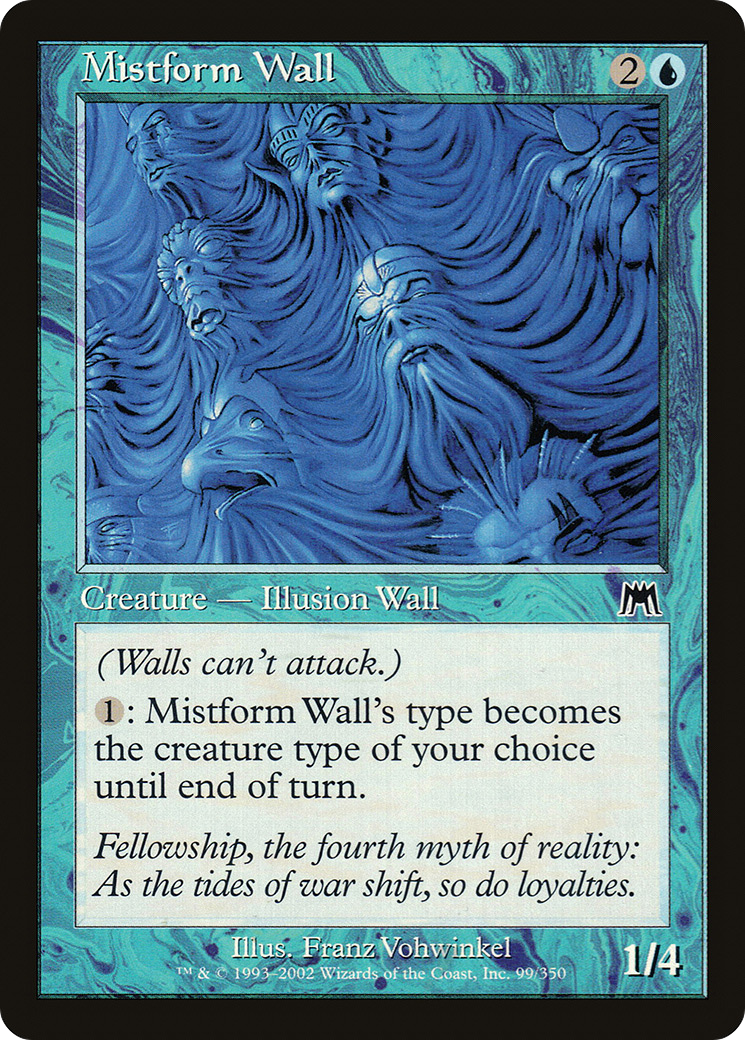 Mistform Wall 2
Creature — Illusion Wall
(Walls can't attack.)
1: Mistform Wall's type becomes
the creature type of your choice
until end of turn.
Fellowship, the fourth myth of reality:
As the tides of war shift, so do loyalties.
Illus. Franz Vohwinkel
™ & © 1993–2002 Wizards of the Coast, Inc. 99/350
1/4